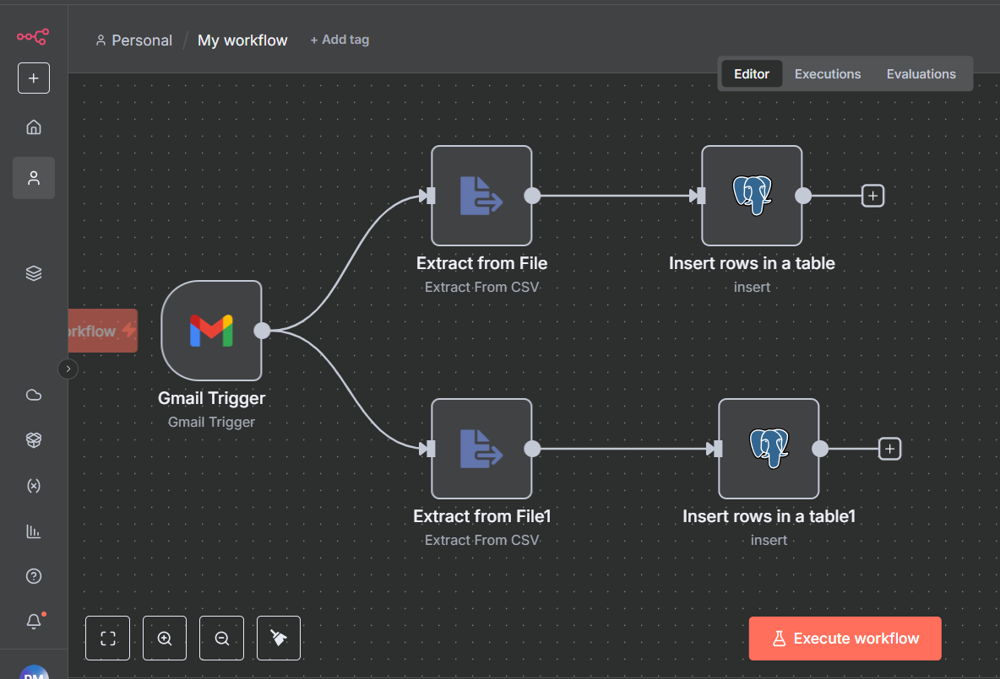 Personal / My workflow + Add tag
Editor Executions Evaluations
Extract from File
Extract From CSV
Insert rows in a table
insert
orkflow
Gmail Trigger
Gmail Trigger
Extract from File1
Extract From CSV
Insert rows in a table1
insert
Execute workflow